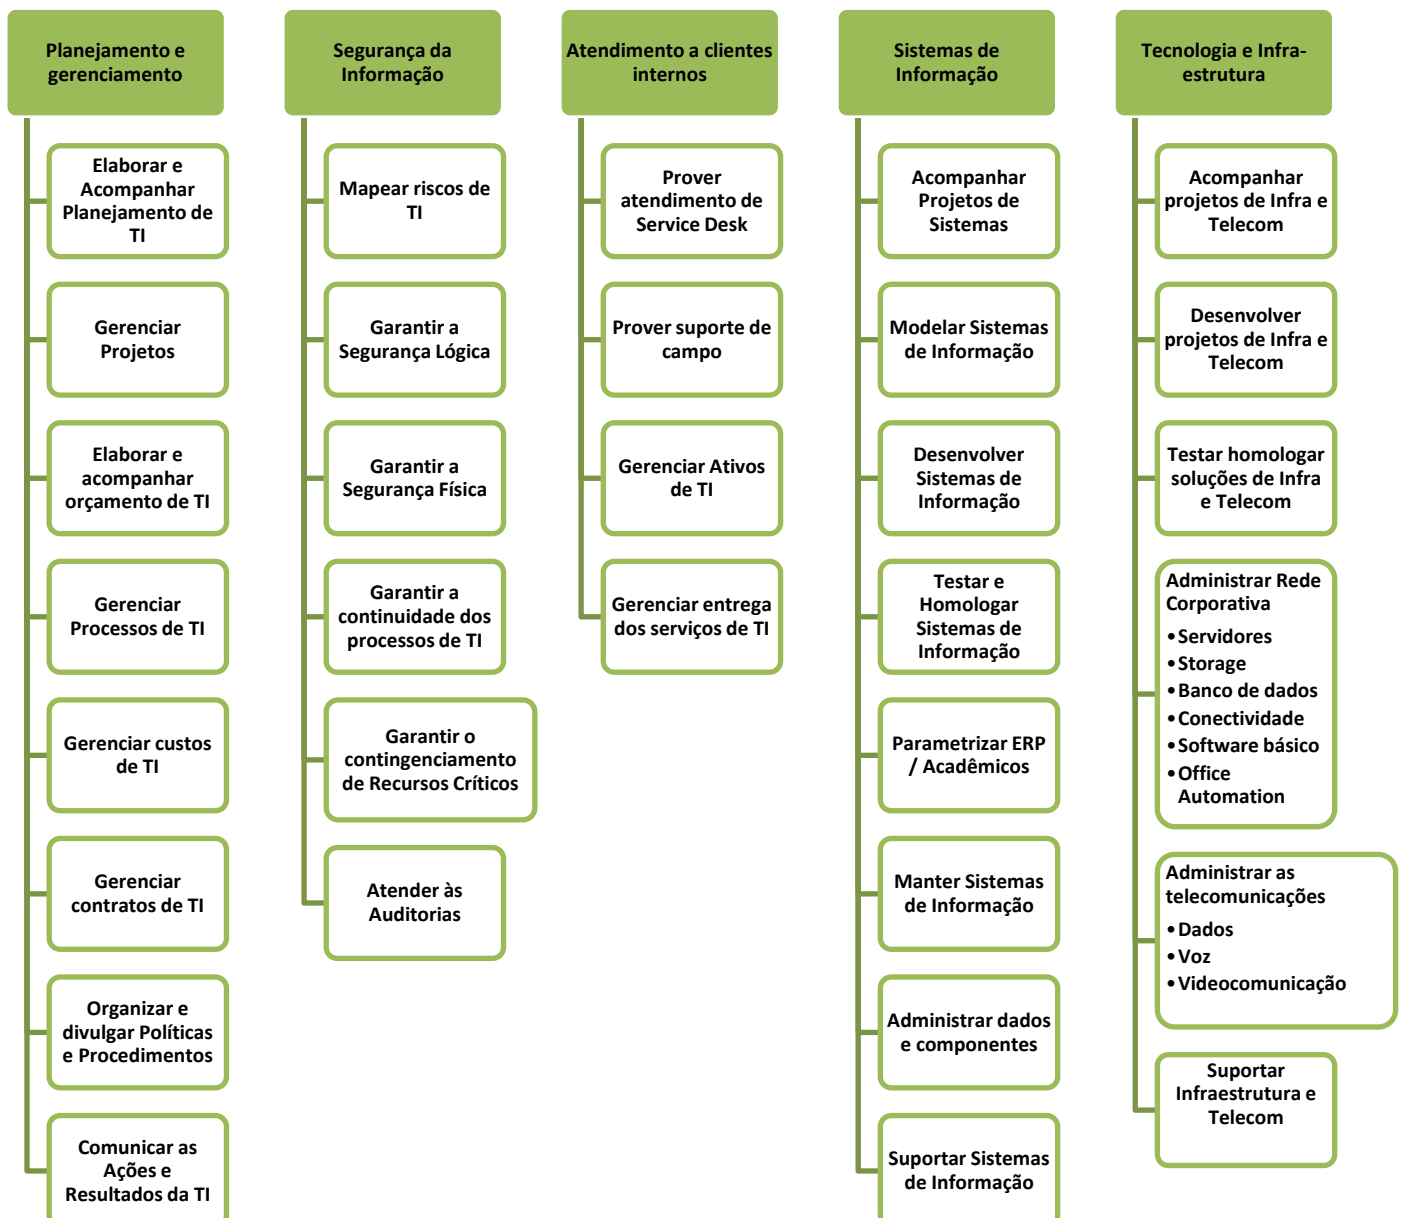 Planejamento e
gerenciamento
Elaborar e
Acompanhar
Planejamento de
TI
Gerenciar
Projetos
Elaborar e
acompanhar
orçamento de TI
Gerenciar
Processos de TI
Gerenciar custos
de TI
Gerenciar
contratos de TI
Organizar e
divulgar Políticas
e Procedimentos
Comunicar as
Ações e
Resultados da TI
Segurança da
Informação
Mapear riscos de
TI
Garantir a
Segurança Lógica
Garantir a
Segurança Física
Garantir a
continuidade dos
processos de TI
Garantir o
contingenciamento
de Recursos Críticos
Atender às
Auditorias
Atendimento a clientes
internos
Prover
atendimento de
Service Desk
Prover suporte de
campo
Gerenciar Ativos
de TI
Gerenciar entrega
dos serviços de TI
Sistemas de
Informação
Acompanhar
Projetos de
Sistemas
Modelar Sistemas
de Informação
Desenvolver
Sistemas de
Informação
Testar e
Homologar
Sistemas de
Informação
Parametrizar ERP
/ Acadêmicos
Manter Sistemas
de Informação
Administrar dados
e componentes
Suportar Sistemas
de Informação
Tecnologia e Infra-
estrutura
Acompanhar
projetos de Infra e
Telecom
Desenvolver
projetos de Infra e
Telecom
Testar homologar
soluções de Infra
e Telecom
Administrar Rede
Corporativa
•Servidores
•Storage
•Banco de dados
•Conectividade
•Software básico
•Office
Automation
Administrar as
telecomunicações
•Dados
•Voz
•Videocomunicação
Suportar
Infraestrutura e
Telecom